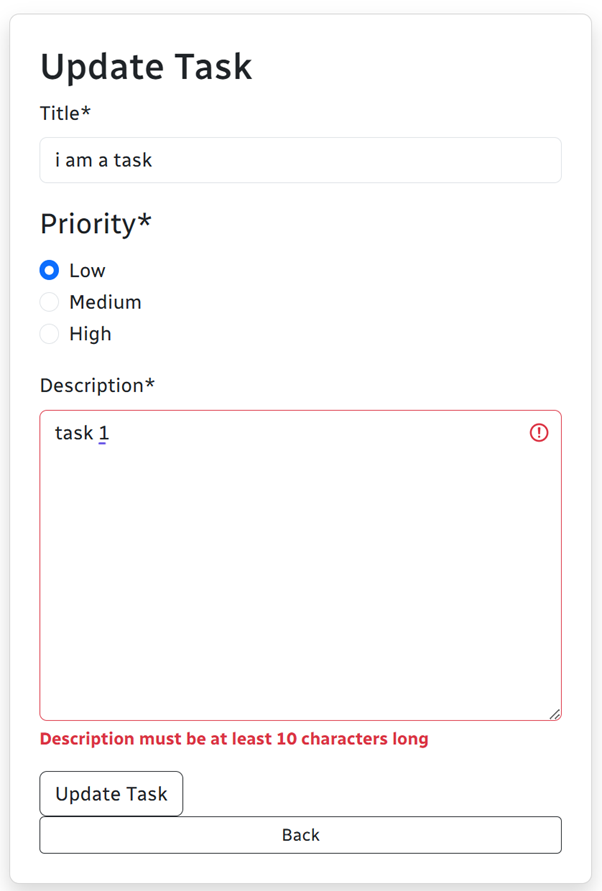 Update Task
Title*
i am a task
Priority*
Low
Medium
High
Description*
task 1
Description must be at least 10 characters long
Update Task
Back